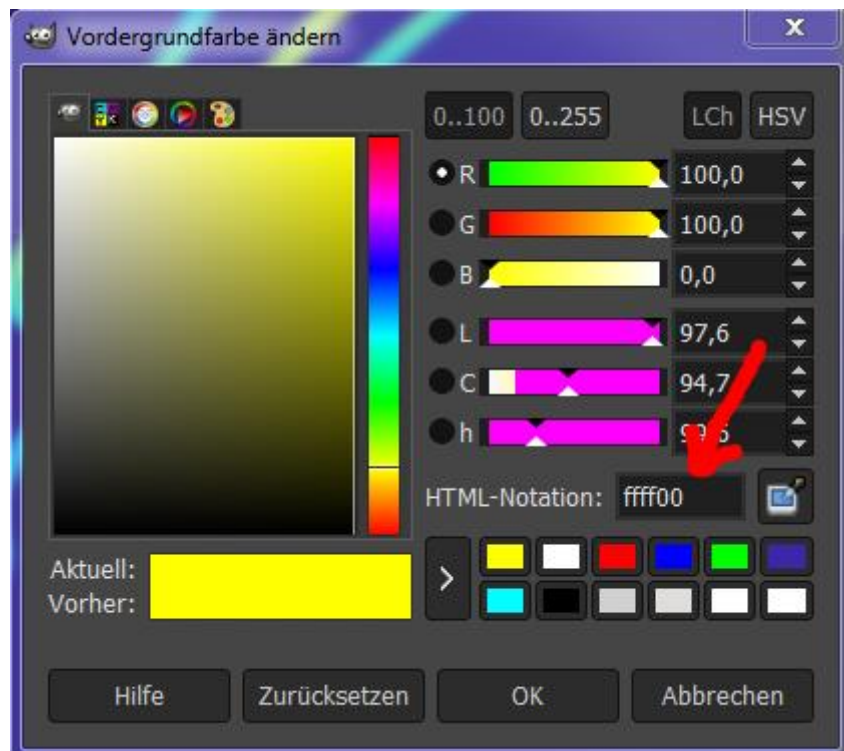 Vordergrundfarbe ändern
0..100 0..255 LCh HSV
R 100,0
G 100,0
B 0,0
L 97,6
C 94,7
h
HTML-Notation: ffff00
Aktuell:
Vorher:
Hilfe Zurücksetzen OK Abbrechen